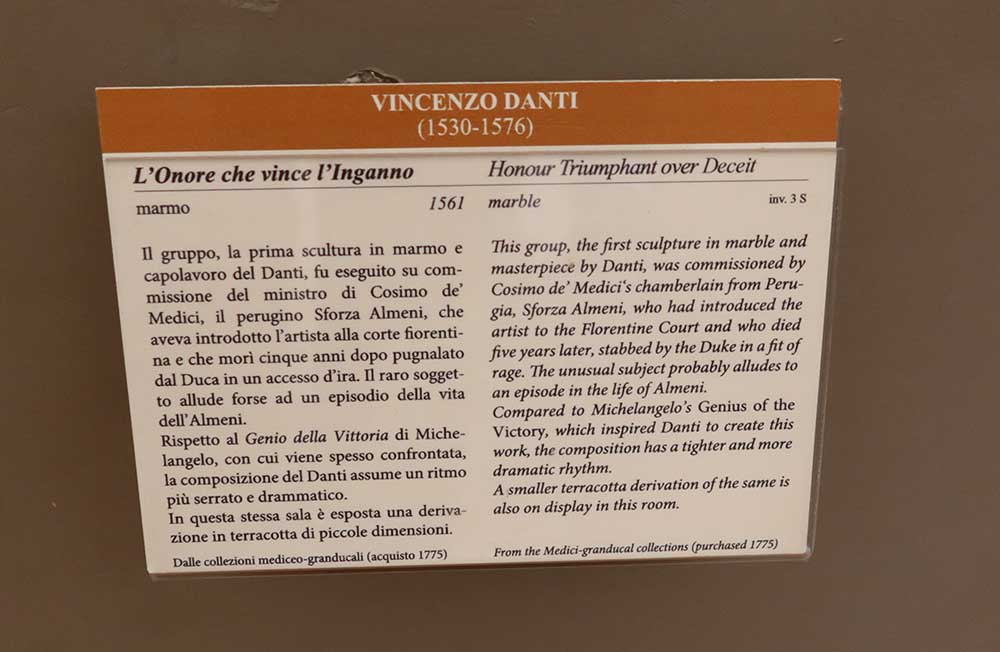 VINCENZO DANTI
(1530-1576)
L'Onore che vince l'Inganno
marmo 1561
Il gruppo, la prima scultura in marmo e
capolavoro del Danti, fu eseguito su com-
missione del ministro di Cosimo de'
Medici, il perugino Sforza Almeni, che
aveva introdotto l'artista alla corte fiorenti-
na e che morì cinque anni dopo pugnalato
dal Duca in un accesso d'ira. Il raro sogget-
to allude forse ad un episodio della vita
dell'Almeni.
Rispetto al Genio della Vittoria di Miche-
langelo, con cui viene spesso confrontata,
la composizione del Danti assume un ritmo
più serrato e drammatico.
In questa stessa sala è esposta una deriva-
zione in terracotta di piccole dimensioni.
Dalle collezioni mediceo-granducali (acquisto 1775)
Honour Triumphant over Deceit
marble inv. 3 S
This group, the first sculpture in marble and
masterpiece by Danti, was commissioned by
Cosimo de' Medici‘s chamberlain from Peru-
gia, Sforza Almeni, who had introduced the
artist to the Florentine Court and who died
five years later, stabbed by the Duke in a fit of
rage. The unusual subject probably alludes to
an episode in the life of Almeni.
Compared to Michelangelo's Genius of the
Victory, which inspired Danti to create this
work, the composition has a tighter and more
dramatic rhythm.
A smaller terracotta derivation of the same is
also on display in this room.
From the Medici-granducal collections (purchased 1775)